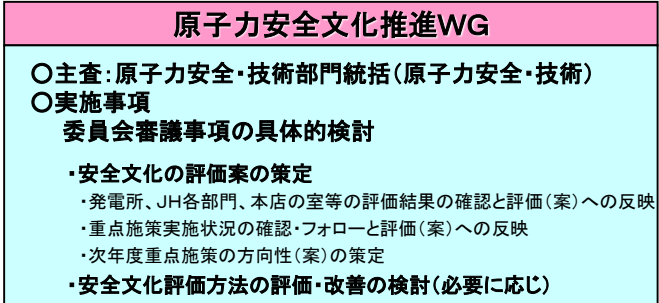 原子力安全文化推進WG
○主査：原子力安全・技術部門統括（原子力安全・技術）
○実施事項
委員会審議事項の具体的検討
・安全文化の評価案の策定
・発電所、JH各部門、本店の室等の評価結果の確認と評価（案）への反映
・重点施策実施状況の確認・フォローと評価（案）への反映
・次年度重点施策の方向性（案）の策定
・安全文化評価方法の評価・改善の検討（必要に応じ）